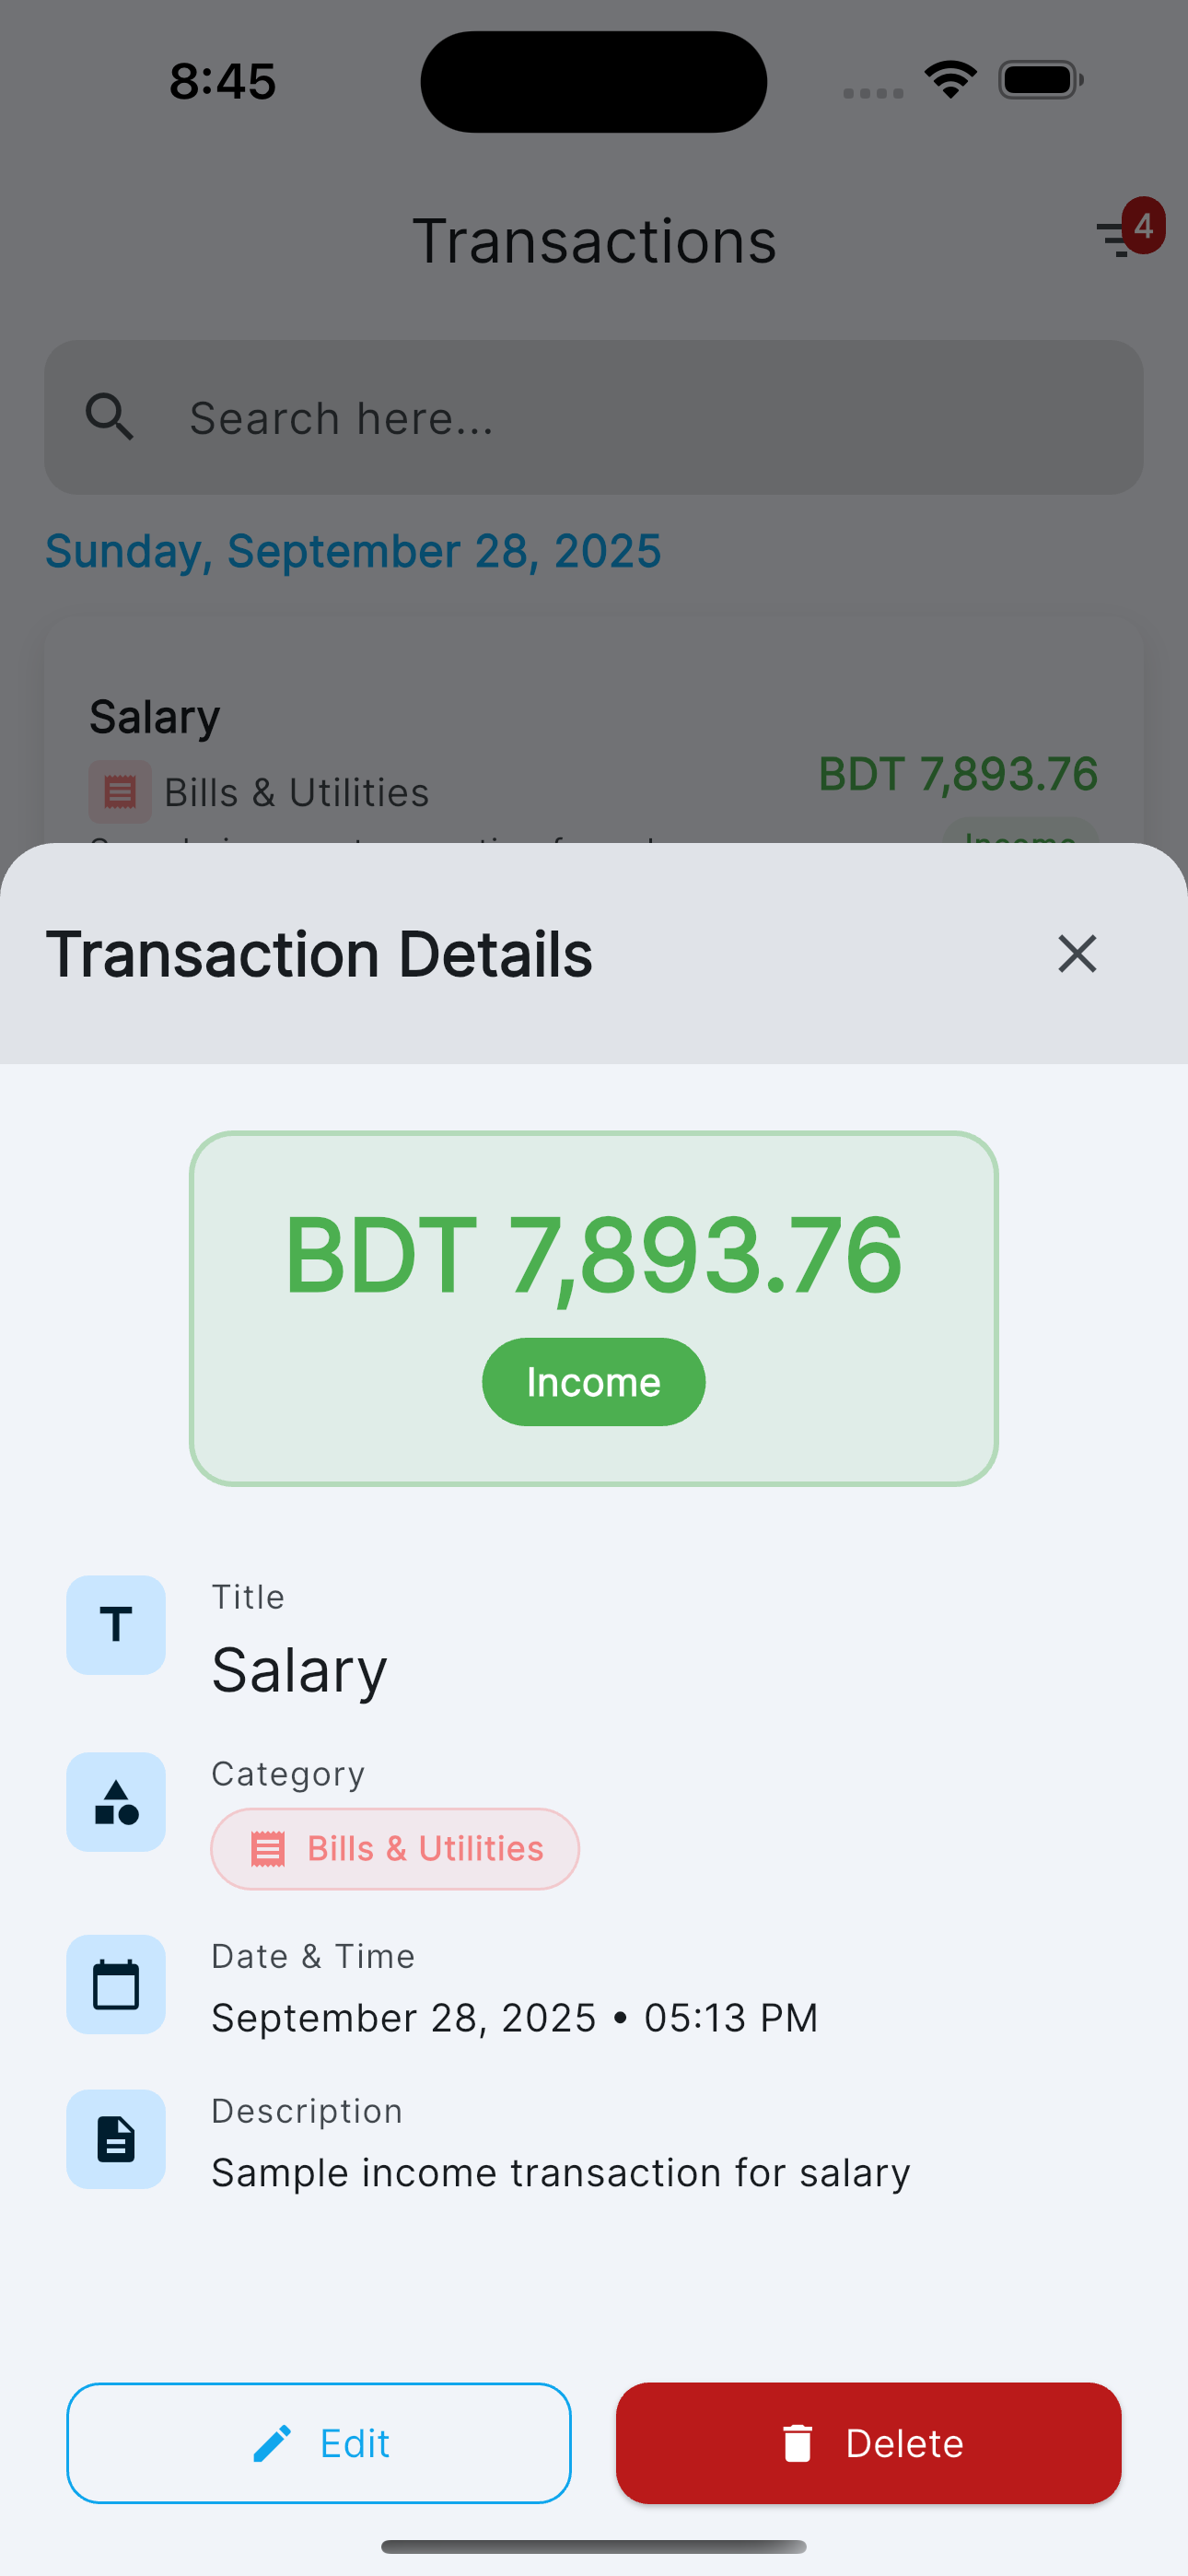 8:45
Transactions
4
Search here...
Sunday, September 28, 2025
Salary
Bills & Utilities
BDT 7,893.76
Income
Transaction Details
BDT 7,893.76
Income
Title
Salary
Category
Bills & Utilities
Date & Time
September 28, 2025 • 05:13 PM
Description
Sample income transaction for salary
Edit
Delete